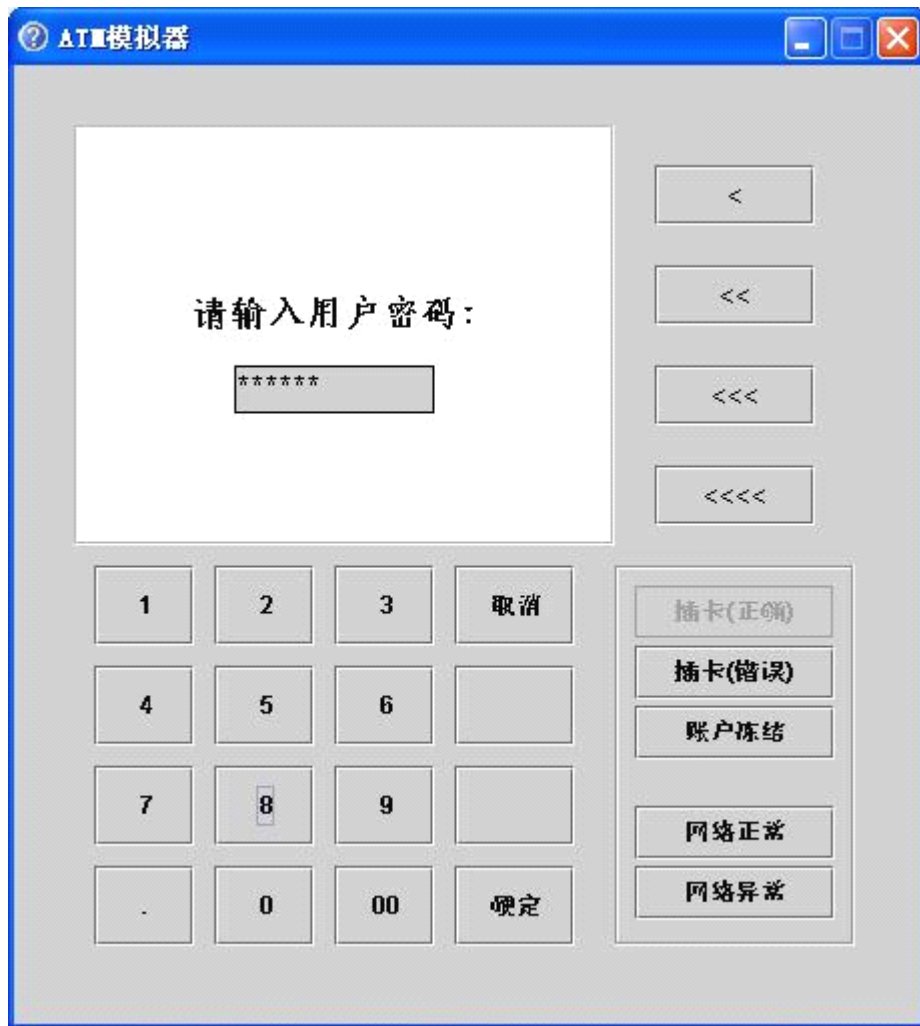 ATM模拟器
请输入用户密码:
******
<
<<
<<<
<<<<
1 2 3 取消
4 5 6
7 8 9
. 0 00 确定
插卡(正确)
插卡(错误)
账户冻结
网络正常
网络异常